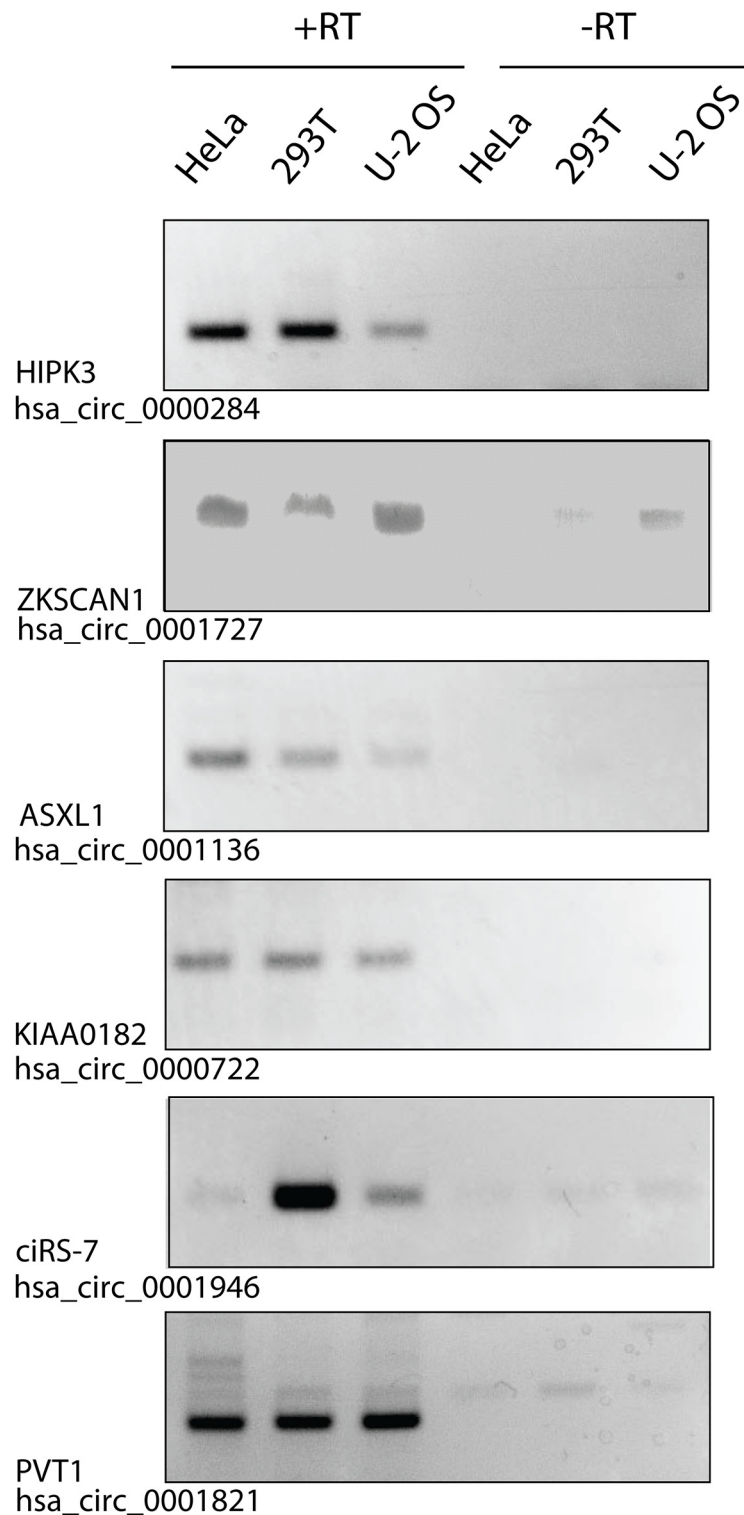 +RT -RT
HeLa 293T U-2 OS HeLa 293T U-2 OS
HIPK3
hsa_circ_0000284
ZKSCAN1
hsa_circ_0001727
ASXL1
hsa_circ_0001136
KIAA0182
hsa_circ_0000722
ciRS-7
hsa_circ_0001946
PVT1
hsa_circ_0001821